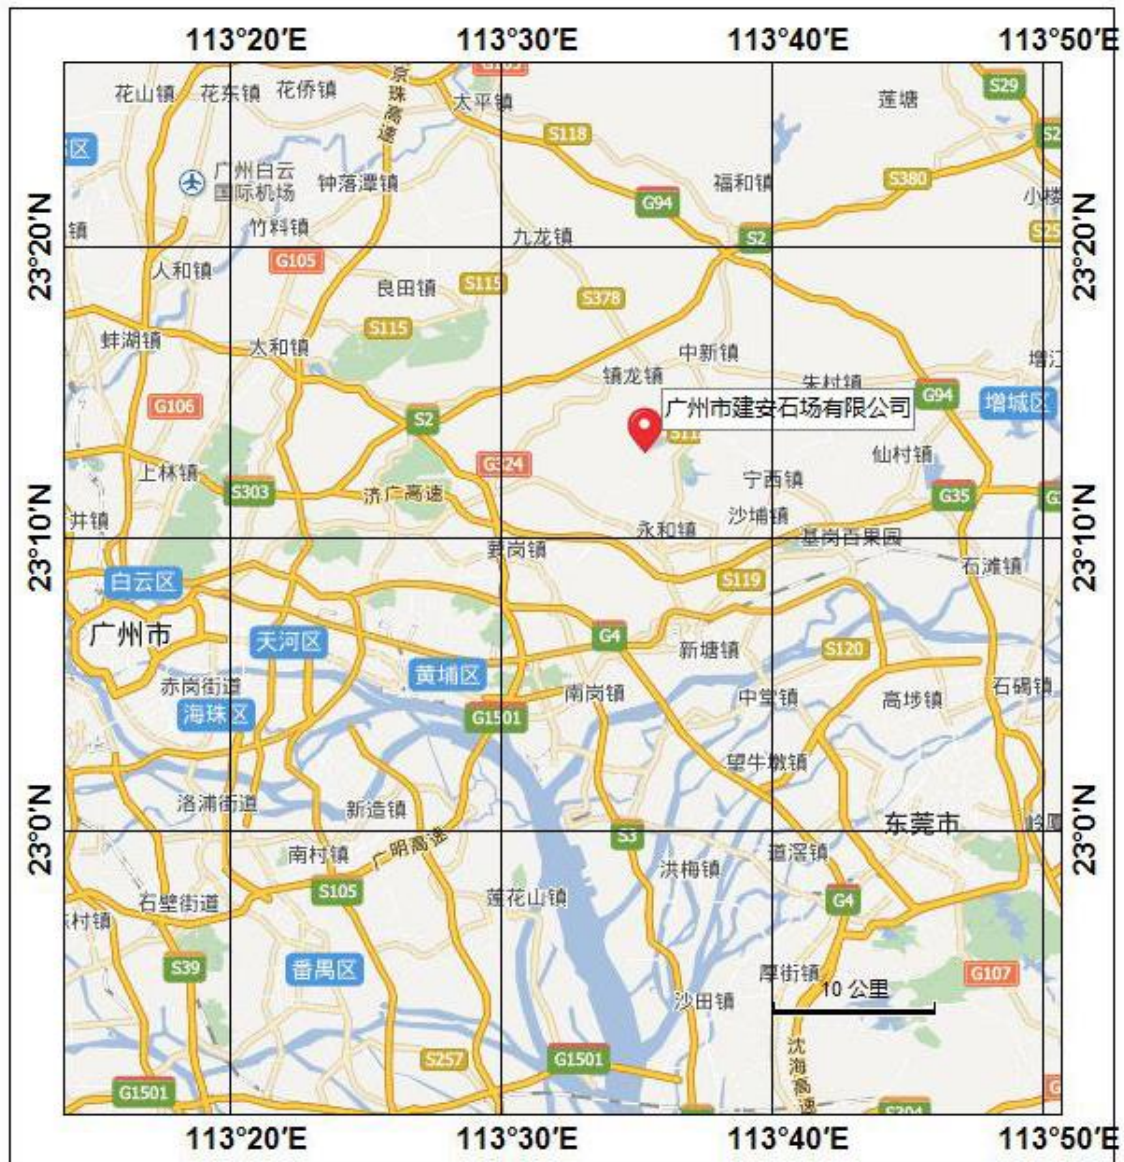 113°20′E
113°30′E
113°40′E
113°50′E
花山镇
花东镇
花侨镇
京珠高速
太平镇
S118
莲塘
S29
广州白云
国际机场
钟落潭镇
福和镇
S380
G94
竹料镇
九龙镇
S2
23°20′N
23°20′N
人和镇
G105
良田镇
S115
S378
S115
蚌湖镇
太和镇
中新镇
镇龙镇
朱村镇
G106
S2
广州市建安石场有限公司
G94
增城区
上林镇
G324
仙村镇
S303
济广高速
宁西镇
G35
沙埔镇
永和镇
基岗百果园
23°10′N
23°10′N
萝岗镇
石滩镇
白云区
S119
广州市
天河区
G4
新塘镇
S120
黄埔区
赤岗街道
海珠区
G1501
南岗镇
中堂镇
高埗镇
石碣镇
望牛墩镇
洛浦街道
新造镇
东莞市
23°0′N
23°0′N
S3
南村镇
广明高速
道滘镇
洪梅镇
S105
石壁街道
莲花山镇
G4
S39
番禺区
厚街镇
G107
10 公里
沙田镇
沈海高速
S257
G1501
G1501
S304
113°20′E
113°30′E
113°40′E
113°50′E